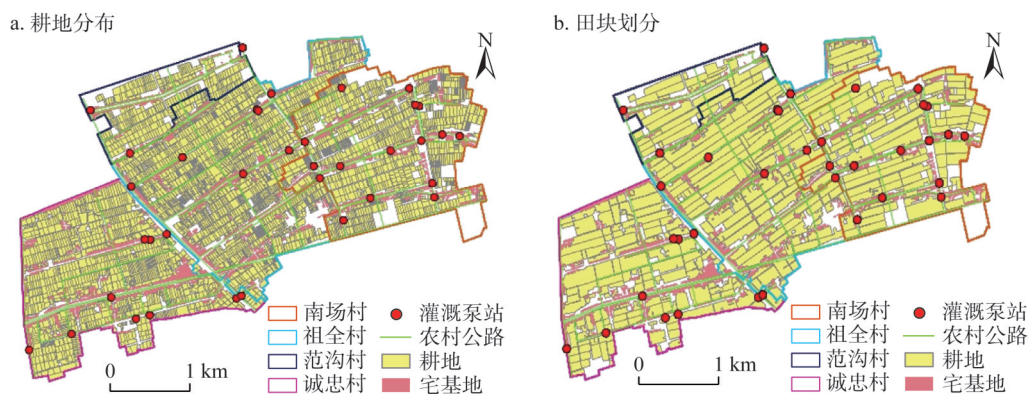 a. 耕地分布
N
南场村
灌溉泵站
祖全村
农村公路
范沟村
耕地
诚忠村
宅基地
0 1 km
b. 田块划分
N
南场村
灌溉泵站
祖全村
农村公路
范沟村
耕地
诚忠村
宅基地
0 1 km